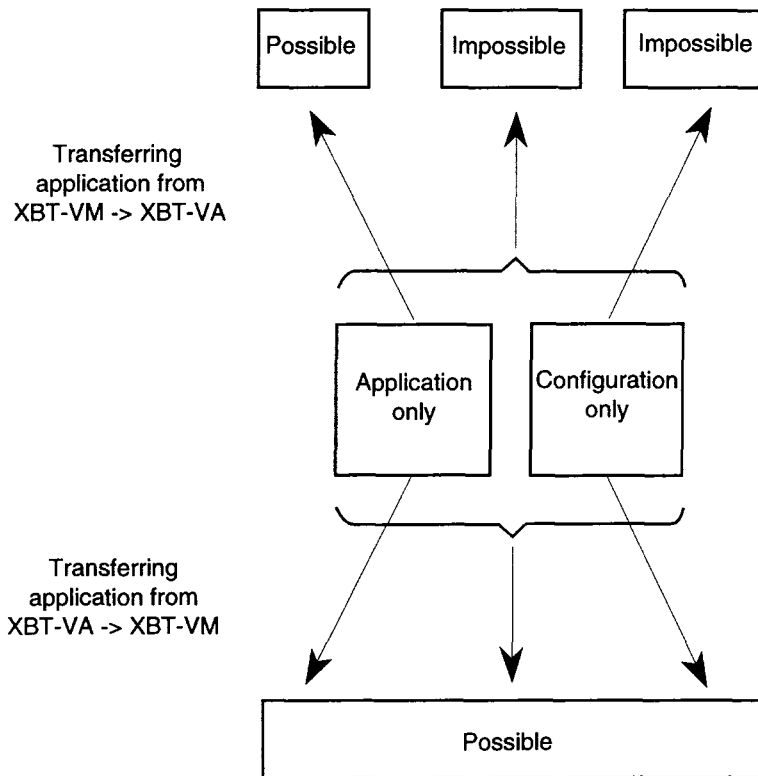 Possible
Impossible
Impossible
Transferring
application from
XBT-VM -> XBT-VA
Application
only
Configuration
only
Transferring
application from
XBT-VA -> XBT-VM
Possible